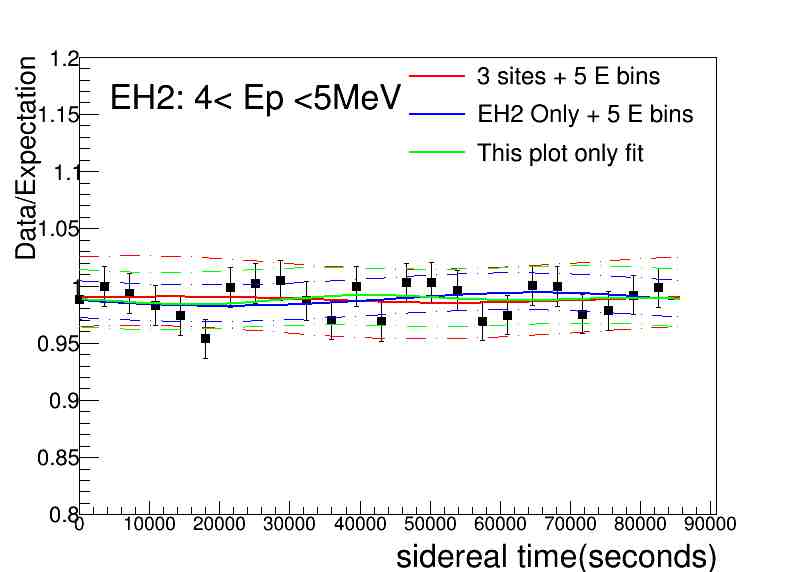 Data/Expectation
1.2
1.15
1.1
1.05
1
0.95
0.9
0.85
0.8
EH2: 4< Ep <5MeV
3 sites + 5 E bins
EH2 Only + 5 E bins
This plot only fit
0 10000 20000 30000 40000 50000 60000 70000 80000 90000
sidereal time(seconds)